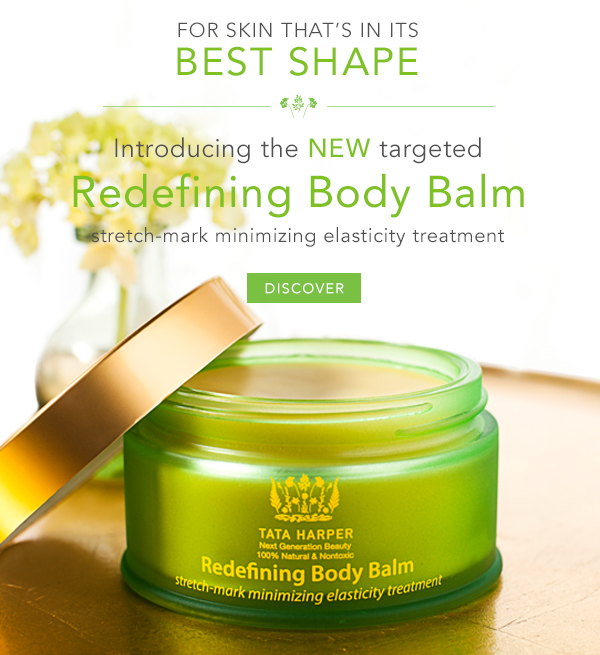 FOR SKIN THAT'S IN ITS
BEST SHAPE
Introducing the NEW targeted
Redefining Body Balm
stretch-mark minimizing elasticity treatment
DISCOVER
TATA HARPER
Next Generation Beauty
100% Natural & Nontoxic
Redefining Body Balm
stretch-mark minimizing elasticity treatment